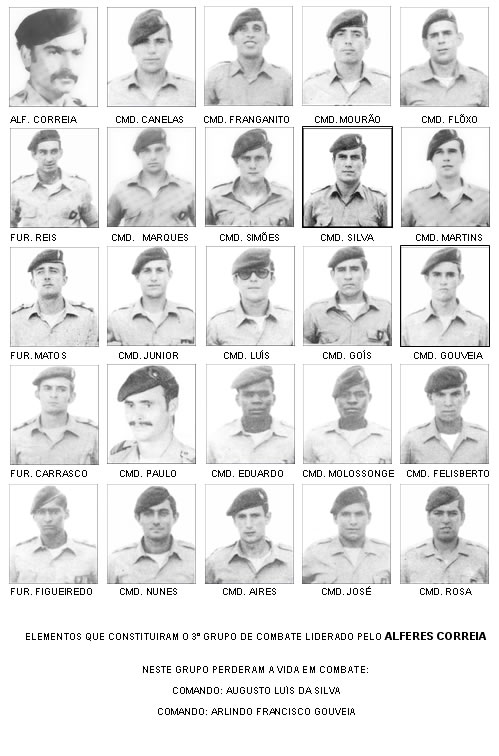 ALF. CORREIA CMD. CANELAS CMD. FRANGANITO CMD. MOURÃO CMD. FLÔXO
FUR. REIS CMD. MARQUES CMD. SIMÕES CMD. SILVA CMD. MARTINS
FUR. MATOS CMD. JUNIOR CMD. LUÍS CMD. GOÍS CMD. GOUVEIA
FUR. CARRASCO CMD. PAULO CMD. EDUARDO CMD. MOLOSSONGE CMD. FELISBERTO
FUR. FIGUEIREDO CMD. NUNES CMD. AIRES CMD. JOSÉ CMD. ROSA
ELEMENTOS QUE CONSTITUIRAM O 3º GRUPO DE COMBATE LIDERADO PELO ALFERES CORREIA
NESTE GRUPO PERDERAM A VIDA EM COMBATE:
COMANDO: AUGUSTO LUÌS DA SILVA
COMANDO: ARLINDO FRANCISCO GOUVEIA